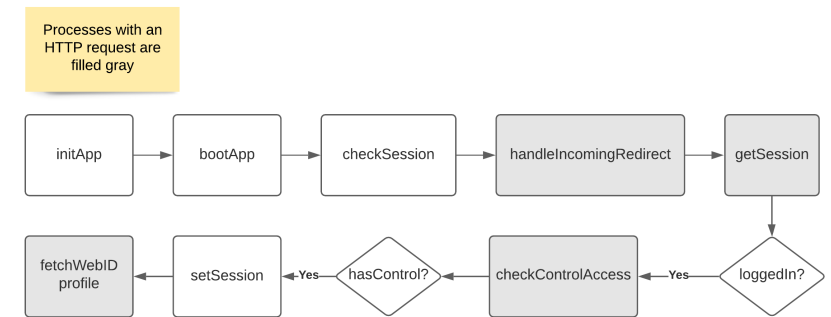 Processes with an
HTTP request are
filled gray
initApp
bootApp
checkSession
handleIncomingRedirect
getSession
fetchWebID
profile
setSession
Yes
hasControl?
checkControlAccess
Yes
loggedIn?